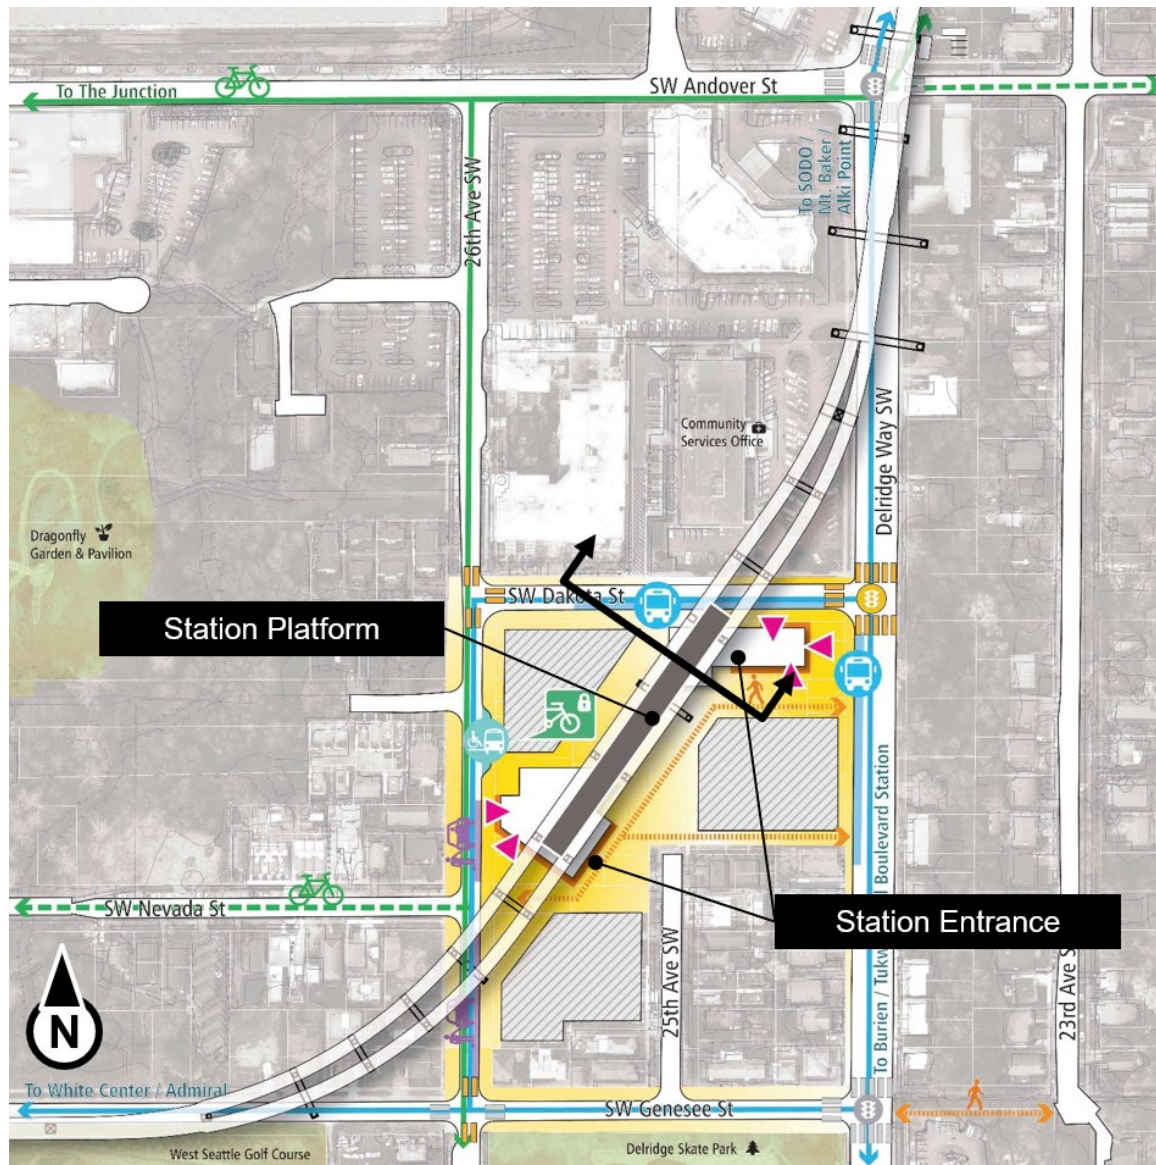 To The Junction
SW Andover St
26th Ave SW
To SODO /
Mt. Baker /
Alki Point
Community
Services Office
Delridge Way SW
Dragonfly
Garden & Pavilion
SW Dakota St
Station Platform
SW Nevada St
Station Entrance
N
25th Ave SW
To Burien / Tukw
l Boulevard Station
23rd Ave S
To White Center / Admiral
SW Genesee St
West Seattle Golf Course
Delridge Skate Park